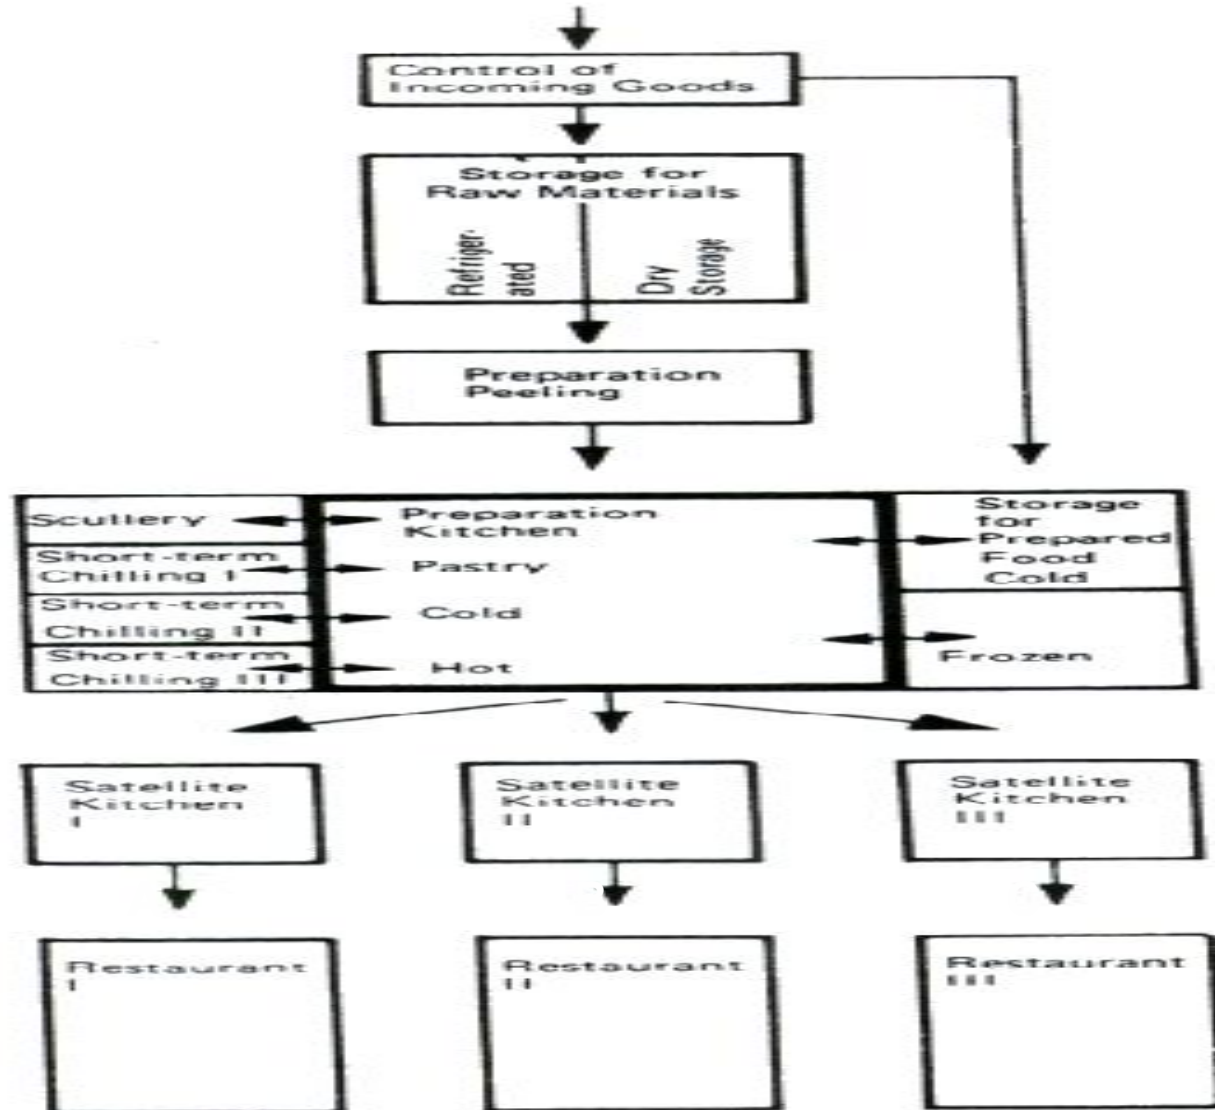 Control of
Incoming Goods
Storage for
Raw Materials
Refriger-
ated
Dry
Storage
Preparation
Peeling
Scullery
Short-term
Chilling I
Short-term
Chilling II
Short-term
Chilling III
Preparation
Kitchen
Pastry
Cold
Hot
Storage
for
Prepared
Food
Cold
Frozen
Satellite
Kitchen
I
Satellite
Kitchen
II
Satellite
Kitchen
III
Restaurant
I
Restaurant
II
Restaurant
III